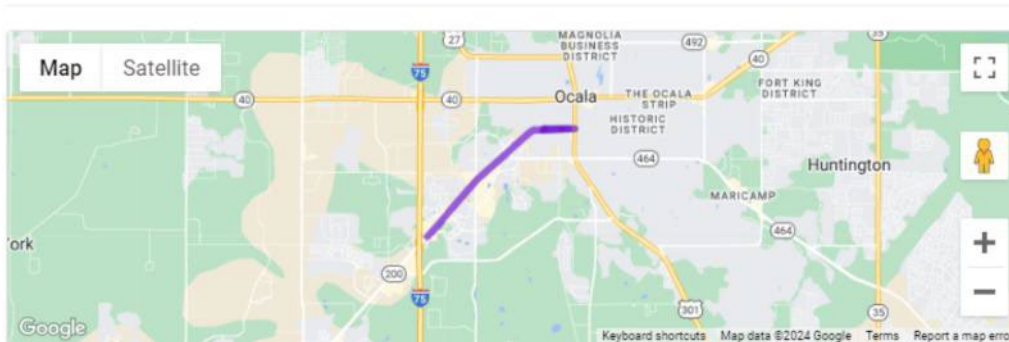 MAGNOLIA
BUSINESS
DISTRICT
27
492
35
Map
Satellite
75
40
FORT KING
DISTRICT
40
40
Ocala
THE OCALA
STRIP
HISTORIC
DISTRICT
464
Huntington
MARICAMP
464
ork
200
75
301
35
Google
Keyboard shortcuts
Map data ©2024 Google
Terms
Report a map erro